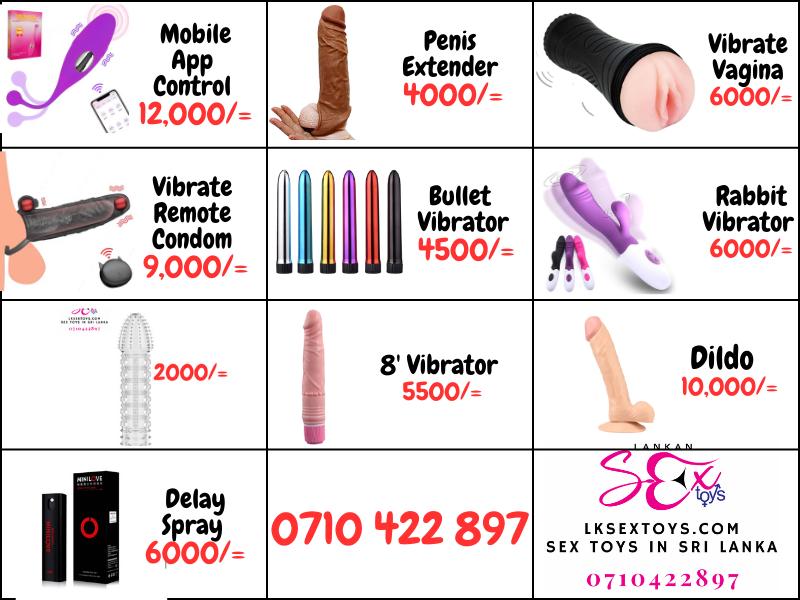 Mobile
App
Control
12,000/=
Penis
Extender
4000/=
Vibrate
Vagina
6000/=
Vibrate
Remote
Condom
9,000/=
Bullet
Vibrator
4500/=
Rabbit
Vibrator
6000/=
LKSEXTOYS.COM
SEX TOYS IN SRI LANKA
0710422897
2000/=
8' Vibrator
5500/=
Dildo
10,000/=
MINILOVE
MINILOVE
Delay
Spray
6000/=
0710 422 897
LANKAN
SEx
toys
LKSEXTOYS.COM
SEX TOYS IN SRI LANKA
0710422897